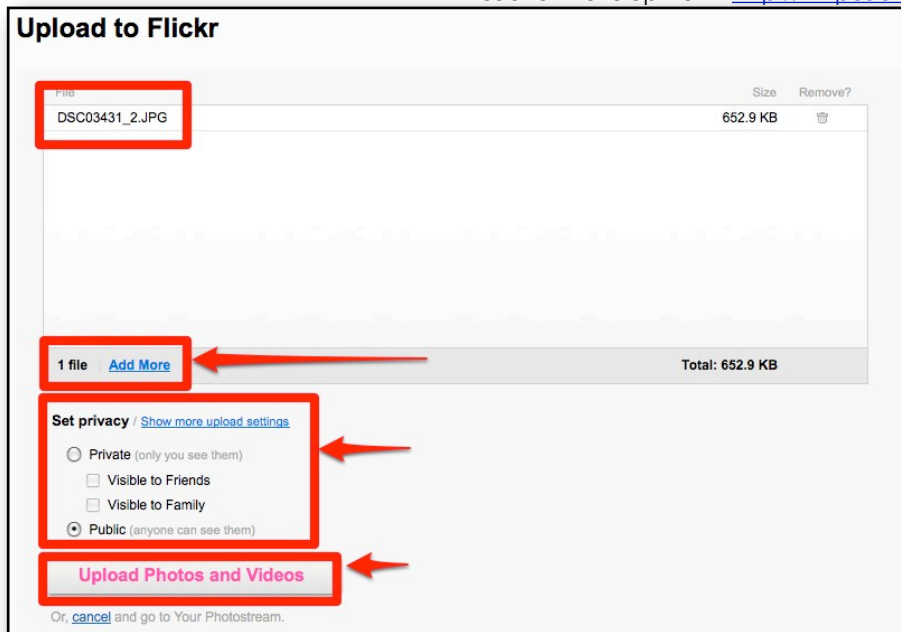 Upload to Flickr
File Size Remove?
DSC03431_2.JPG 652.9 KB
1 file Add More Total: 652.9 KB
Set privacy / Show more upload settings
Private (only you see them)
Visible to Friends
Visible to Family
Public (anyone can see them)
Upload Photos and Videos
Or, cancel and go to Your Photostream.